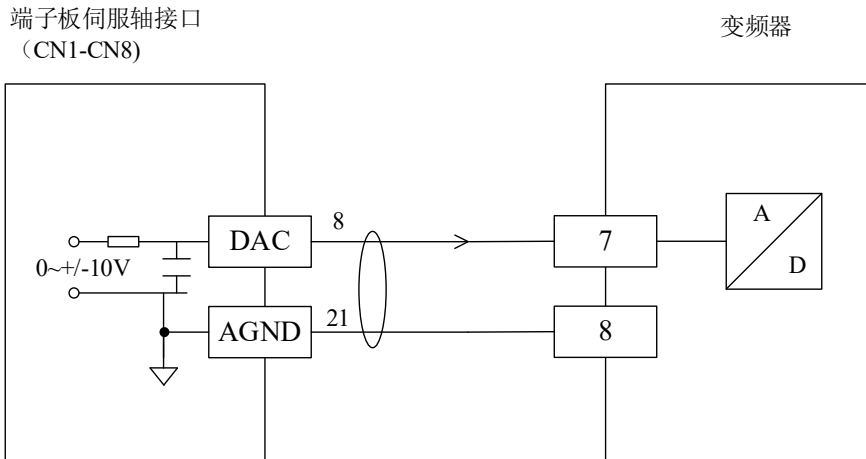 端子板伺服轴接口
（CN1-CN8)
变频器
0~+/-10V
DAC
8
7
A
D
AGND
21
8